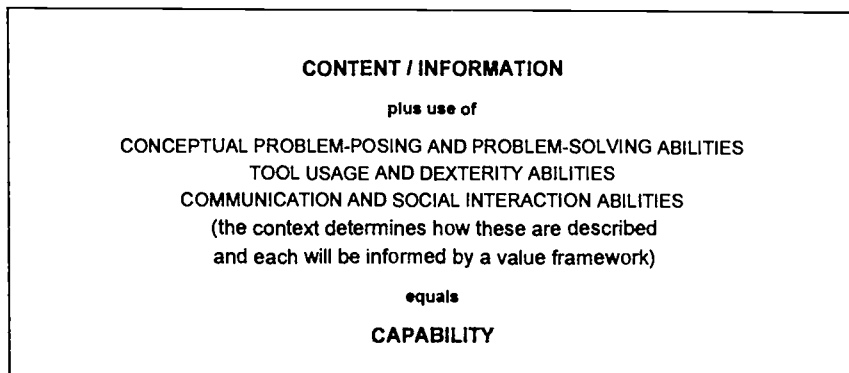 CONTENT / INFORMATION
plus use of
CONCEPTUAL PROBLEM-POSING AND PROBLEM-SOLVING ABILITIES
TOOL USAGE AND DEXTERITY ABILITIES
COMMUNICATION AND SOCIAL INTERACTION ABILITIES
(the context determines how these are described
and each will be informed by a value framework)
equals
CAPABILITY